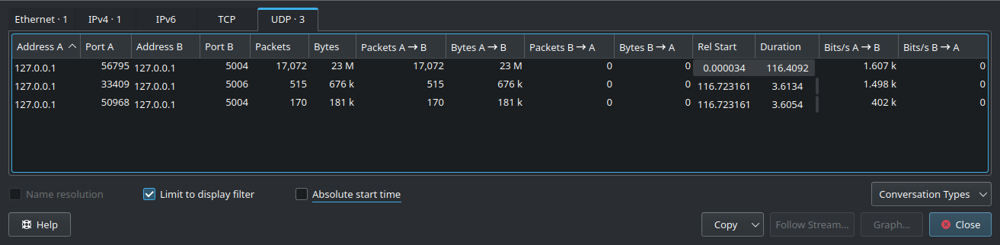 Ethernet · 1 IPv4 · 1 IPv6 TCP UDP · 3
Address A Port A Address B Port B Packets Bytes Packets A → B Bytes A → B Packets B → A Bytes B → A Rel Start Duration Bits/s A → B Bits/s B → A
127.0.0.1 56795 127.0.0.1 5004 17,072 23 M 17,072 23 M 0 0 0.000034 116.4092 1.607 k 0
127.0.0.1 33409 127.0.0.1 5006 515 676 k 515 676 k 0 0 116.723161 3.6134 1.498 k 0
127.0.0.1 50968 127.0.0.1 5004 170 181 k 170 181 k 0 0 116.723161 3.6054 402 k 0
Name resolution Limit to display filter Absolute start time Conversation Types
Help Copy Follow Stream... Graph... Close